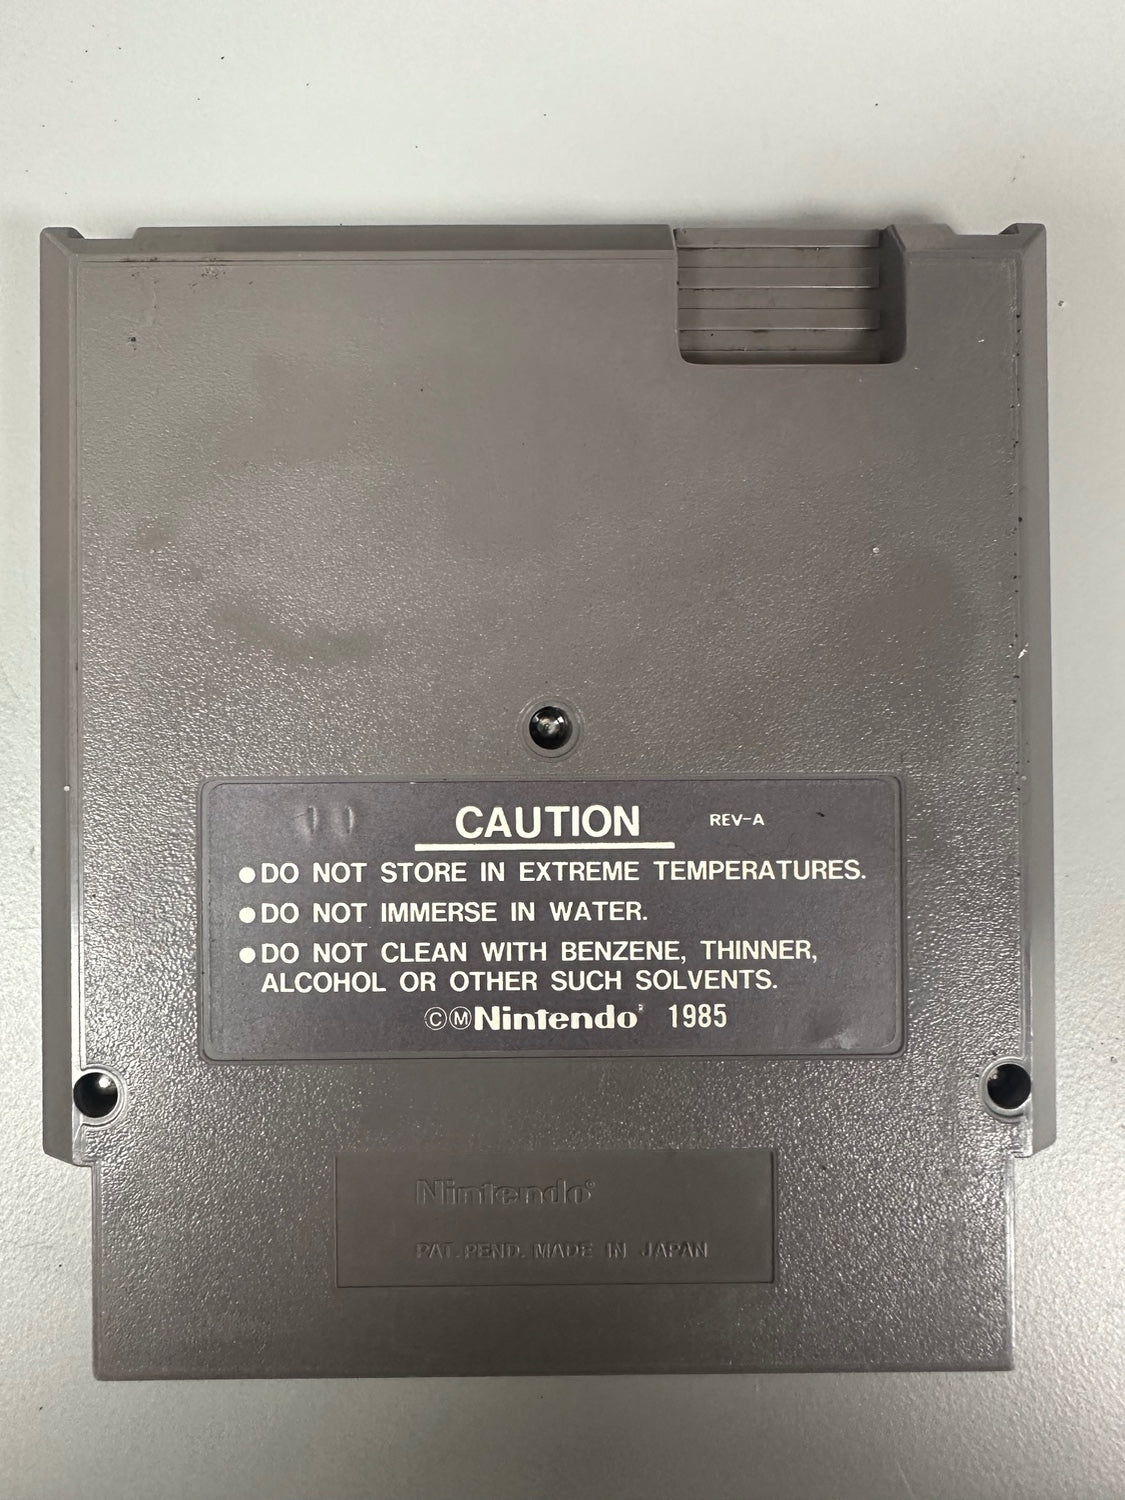 CAUTION REV-A
●DO NOT STORE IN EXTREME TEMPERATURES.
●DO NOT IMMERSE IN WATER.
●DO NOT CLEAN WITH BENZENE, THINNER,
ALCOHOL OR OTHER SUCH SOLVENTS.
ⒸⓂNintendo® 1985
Nintendo®
PAT. PEND. MADE IN JAPAN